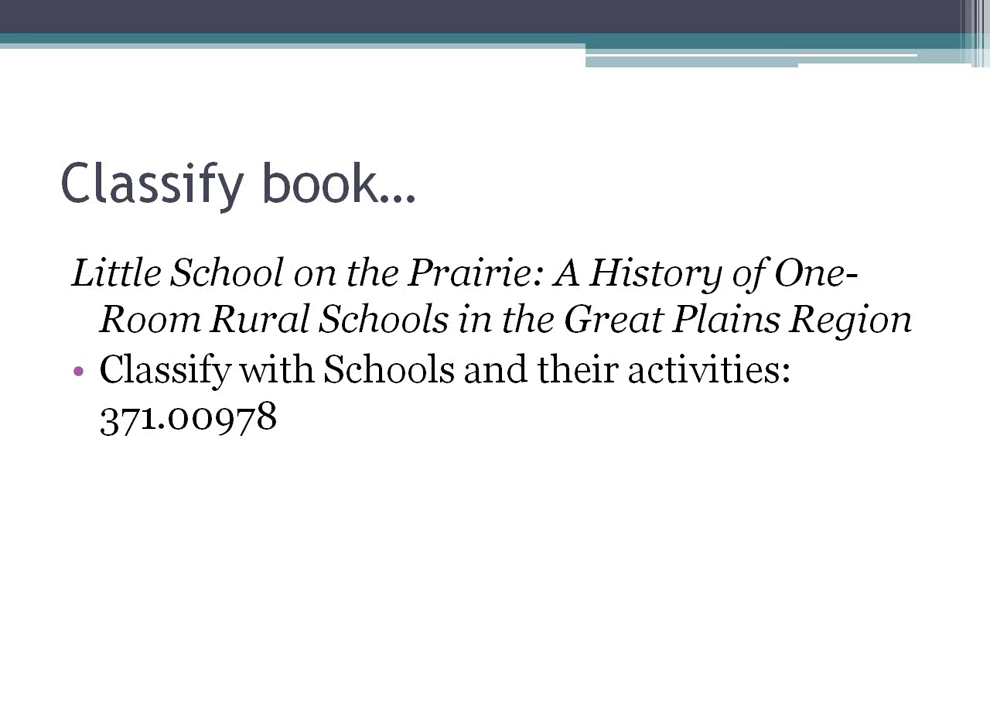 Classify book…
Little School on the Prairie: A History of One-
Room Rural Schools in the Great Plains Region
• Classify with Schools and their activities:
371.00978